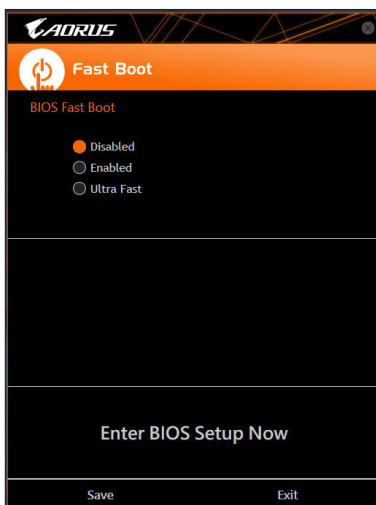 AORUS
Fast Boot
BIOS Fast Boot
Disabled
Enabled
Ultra Fast
Enter BIOS Setup Now
Save Exit